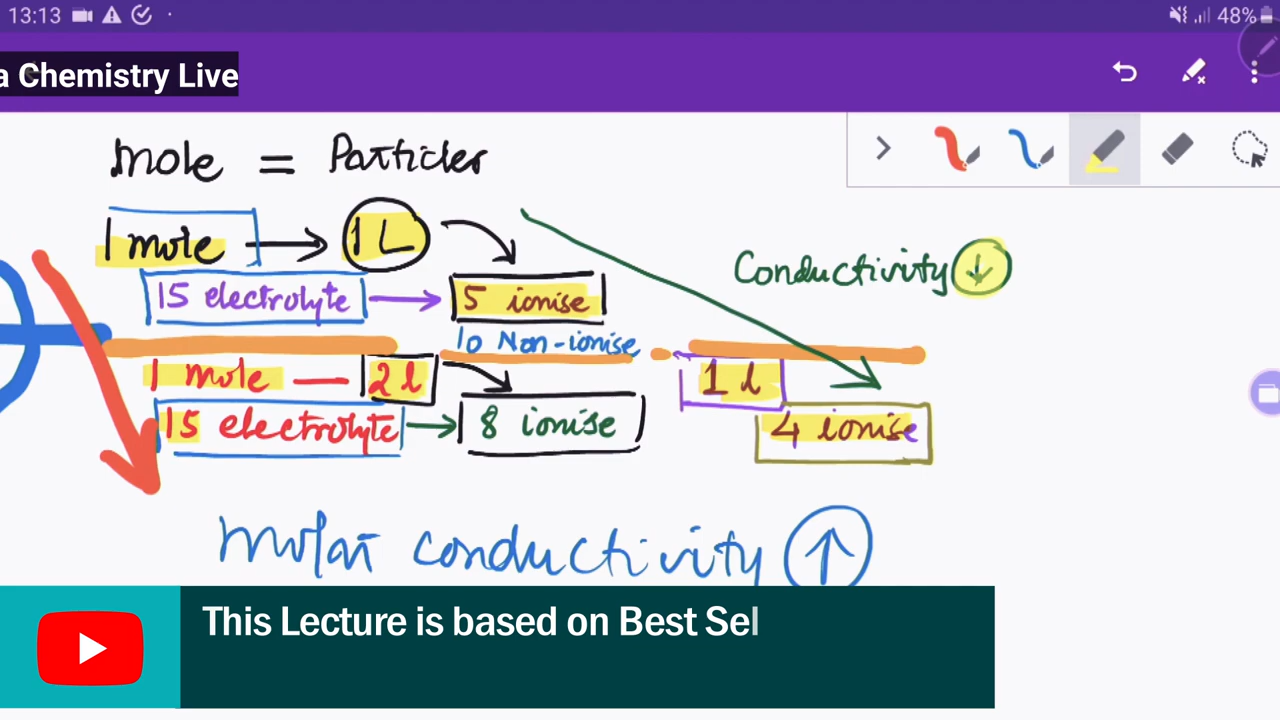 13:13
48%
a Chemistry Live
mole = Particles
1 mole → 1 L
Conductivity ↓
15 electrolyte → 5 ionise
10 Non-ionise
1 mole — 2 l
1 l
15 electrolyte → 8 ionise
4 ionise
Molar conductivity ↑
This Lecture is based on Best Sel